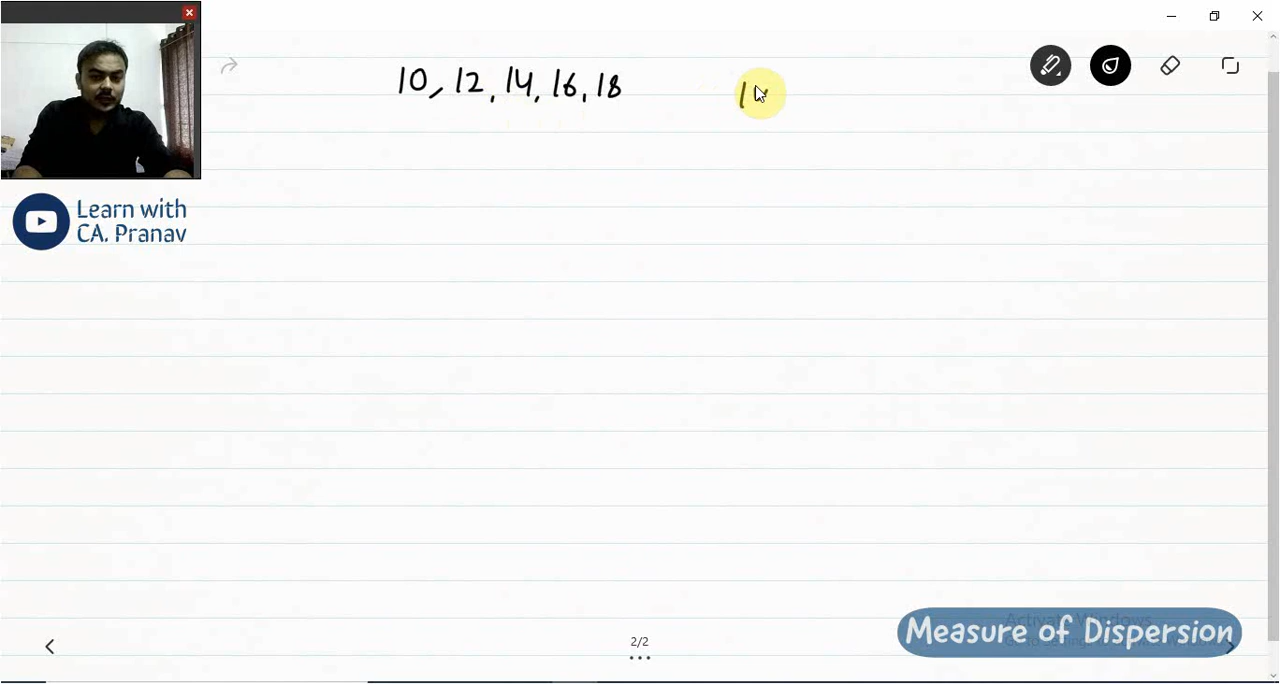 10, 12, 14, 16, 18
Learn with
CA. Pranav
2/2
Measure of Dispersion